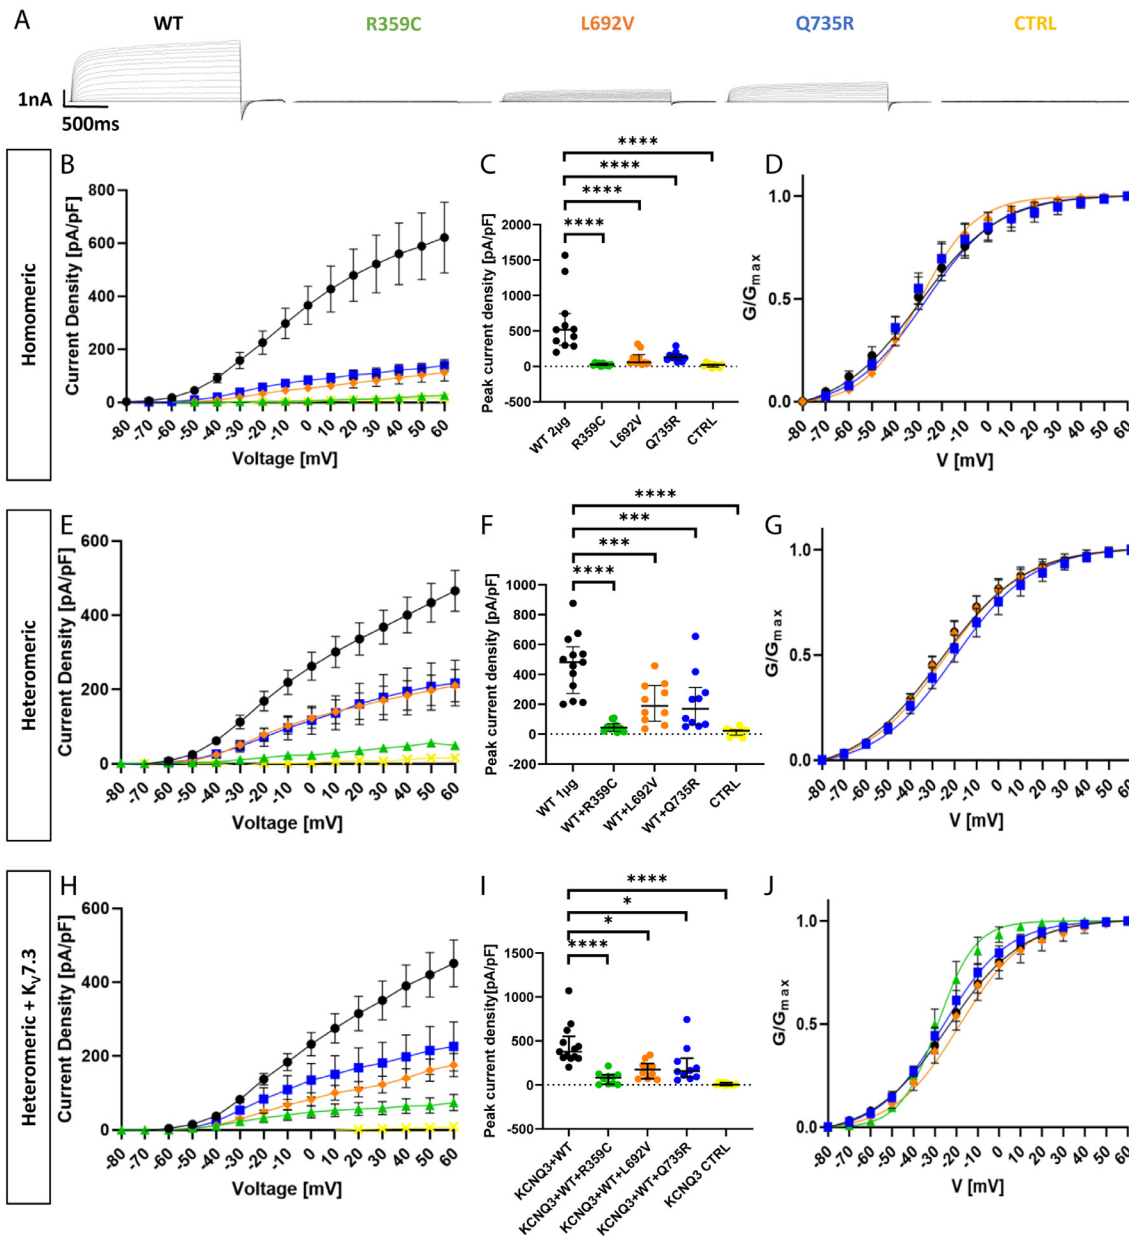 A
WT
R359C
L692V
Q735R
CTRL
1nA
500ms
Homomeric
B
Current Density [pA/pF]
800
600
400
200
0
-80 -70 -60 -50 -40 -30 -20 -10 0 10 20 30 40 50 60
Voltage [mV]
C
****
****
****
****
Peak current density [pA/pF]
2000
1500
1000
500
0
-500
WT 2µg
R359C
L692V
Q735R
CTRL
D
G/Gmax
1.0
0.5
0.0
-80 -70 -60 -50 -40 -30 -20 -10 0 10 20 30 40 50 60
V [mV]
Heteromeric
E
Current Density [pA/pF]
600
400
200
0
-80 -70 -60 -50 -40 -30 -20 -10 0 10 20 30 40 50 60
Voltage [mV]
F
****
***
***
****
Peak current density [pA/pF]
1000
800
600
400
200
0
-200
WT 1µg
WT+R359C
WT+L692V
WT+Q735R
CTRL
G
G/Gmax
1.0
0.5
0.0
-80 -70 -60 -50 -40 -30 -20 -10 0 10 20 30 40 50 60
V [mV]
Heteromeric + KV7.3
H
Current Density [pA/pF]
600
400
200
0
-80 -70 -60 -50 -40 -30 -20 -10 0 10 20 30 40 50 60
Voltage [mV]
I
****
*
*
****
Peak current density[pA/pF]
1500
1000
500
0
-500
KCNQ3+WT
KCNQ3+WT+R359C
KCNQ3+WT+L692V
KCNQ3+WT+Q735R
KCNQ3 CTRL
J
G/Gmax
1.0
0.5
0.0
-80 -70 -60 -50 -40 -30 -20 -10 0 10 20 30 40 50 60
V [mV]